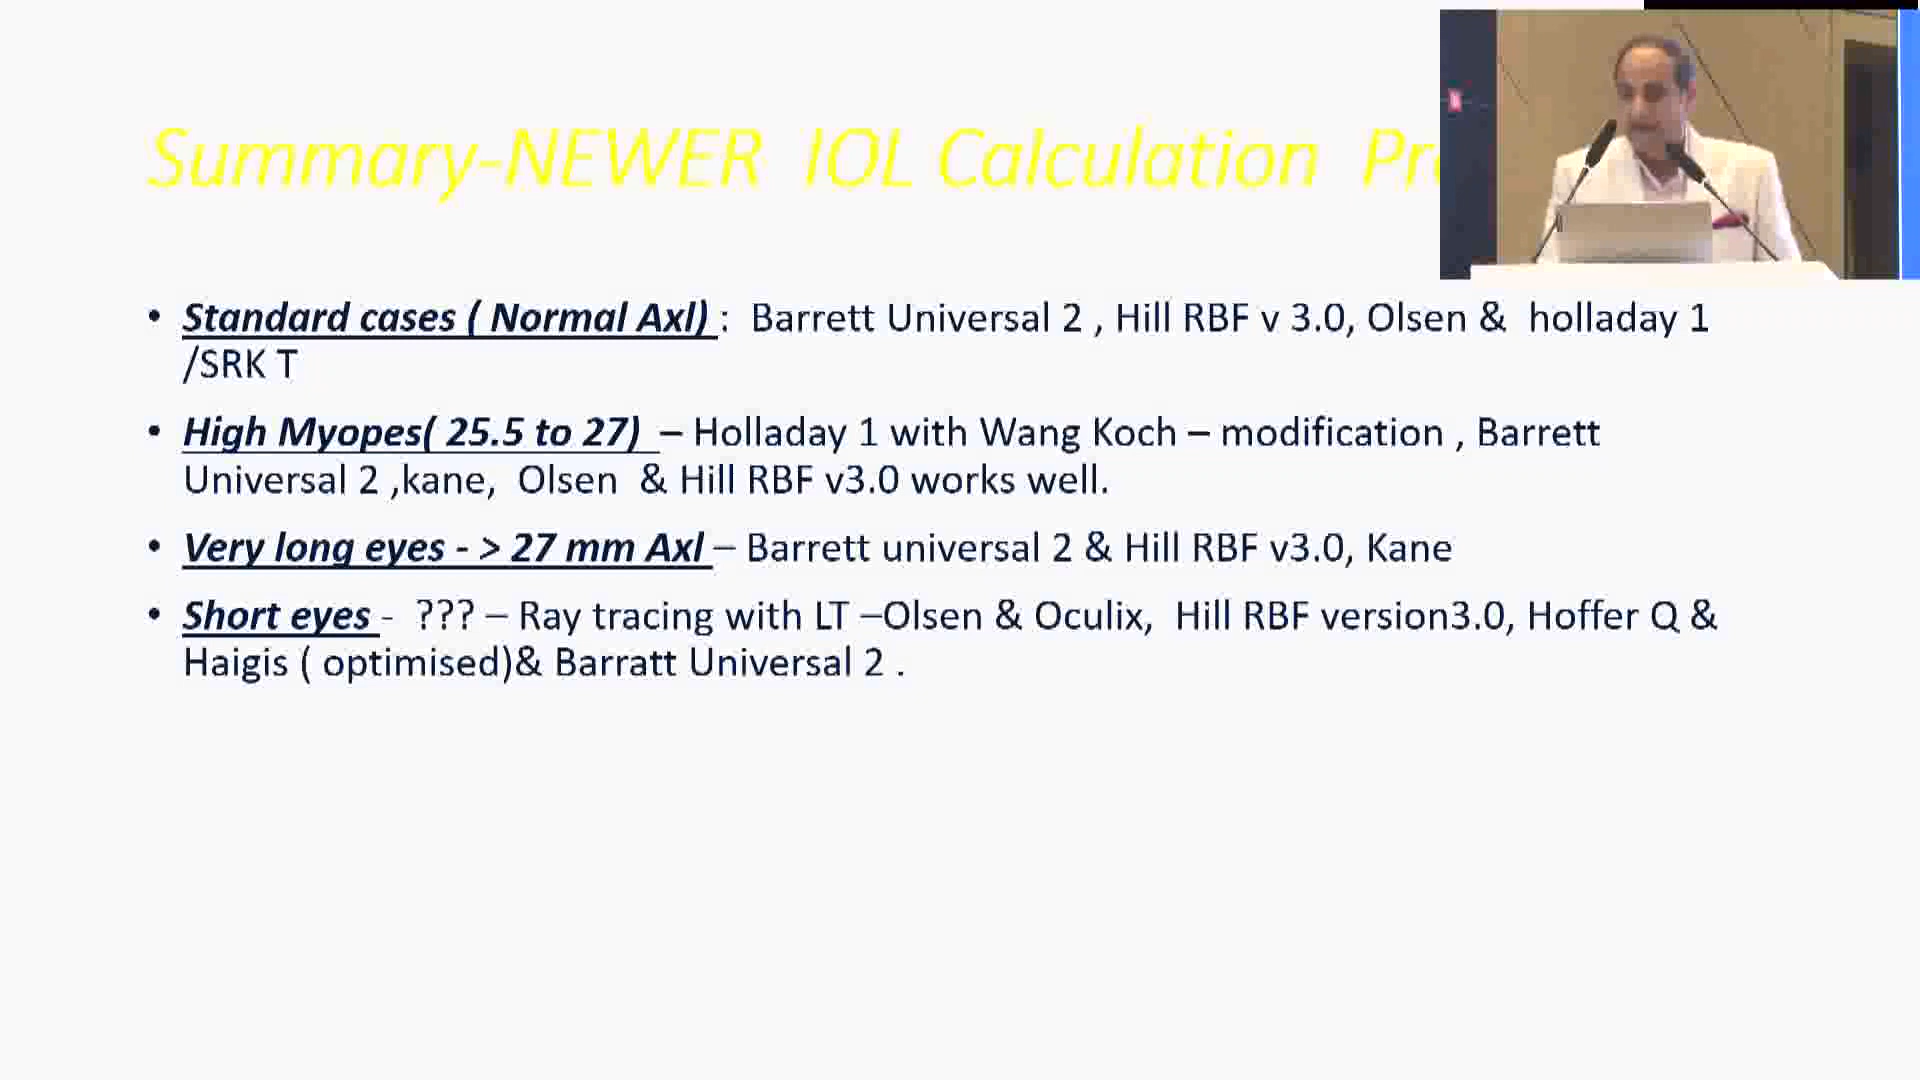 Summary-NEWER IOL Calculation
• Standard cases ( Normal Axl) : Barrett Universal 2 , Hill RBF v 3.0, Olsen & holladay 1
/SRK T
• High Myopes( 25.5 to 27) – Holladay 1 with Wang Koch – modification , Barrett
Universal 2 ,kane, Olsen & Hill RBF v3.0 works well.
• Very long eyes - > 27 mm Axl – Barrett universal 2 & Hill RBF v3.0, Kane
• Short eyes - ??? – Ray tracing with LT –Olsen & Oculix, Hill RBF version3.0, Hoffer Q &
Haigis ( optimised)& Barratt Universal 2 .